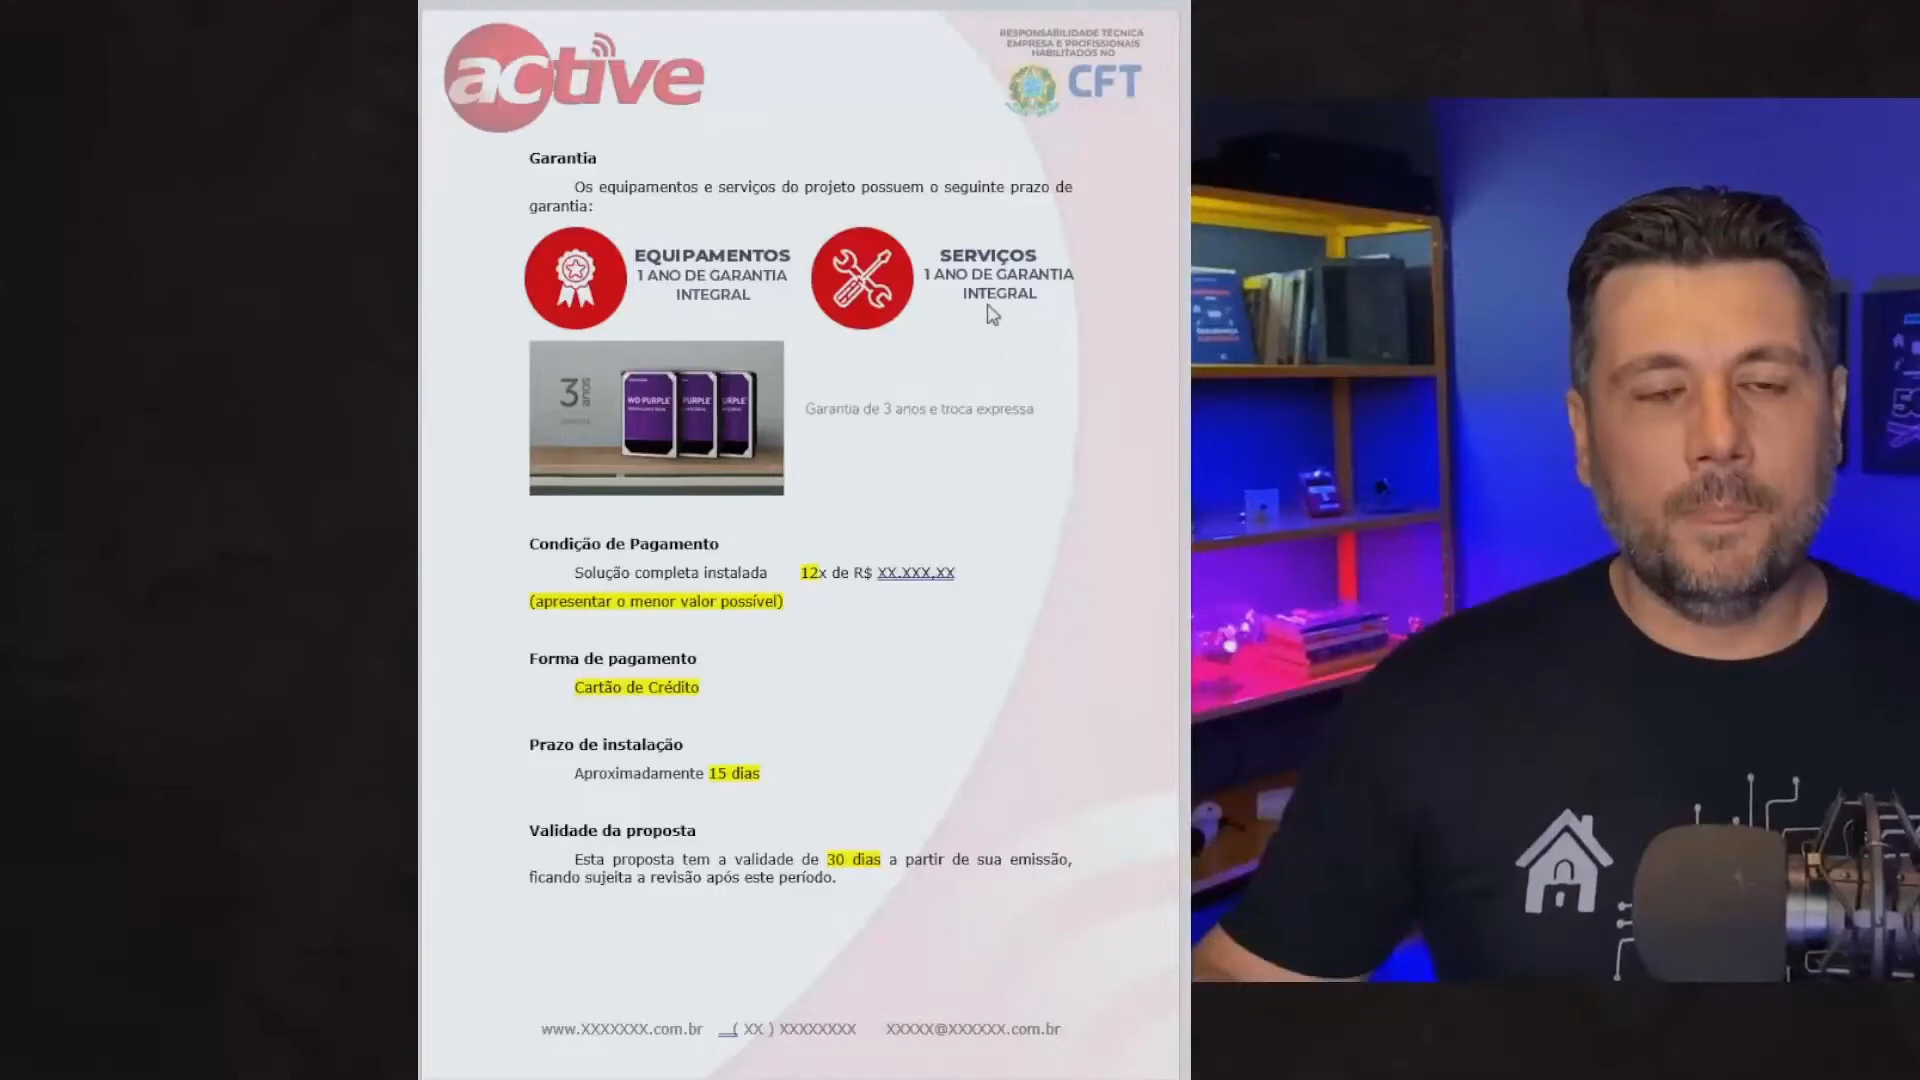 active
RESPONSABILIDADE TÉCNICA
EMPRESA E PROFISSIONAIS
HABILITADOS NO
CFT
Garantia
Os equipamentos e serviços do projeto possuem o seguinte prazo de
garantia:
EQUIPAMENTOS
1 ANO DE GARANTIA
INTEGRAL
SERVIÇOS
1 ANO DE GARANTIA
INTEGRAL
3 anos
WD PURPLE
PURPLE
URPLE
Garantia de 3 anos e troca expressa
Condição de Pagamento
Solução completa instalada 12x de R$ XX.XXX,XX
(apresentar o menor valor possível)
Forma de pagamento
Cartão de Crédito
Prazo de instalação
Aproximadamente 15 dias
Validade da proposta
Esta proposta tem a validade de 30 dias a partir de sua emissão,
ficando sujeita a revisão após este período.
www.XXXXXXX.com.br __( XX ) XXXXXXXX XXXXX@XXXXXX.com.br